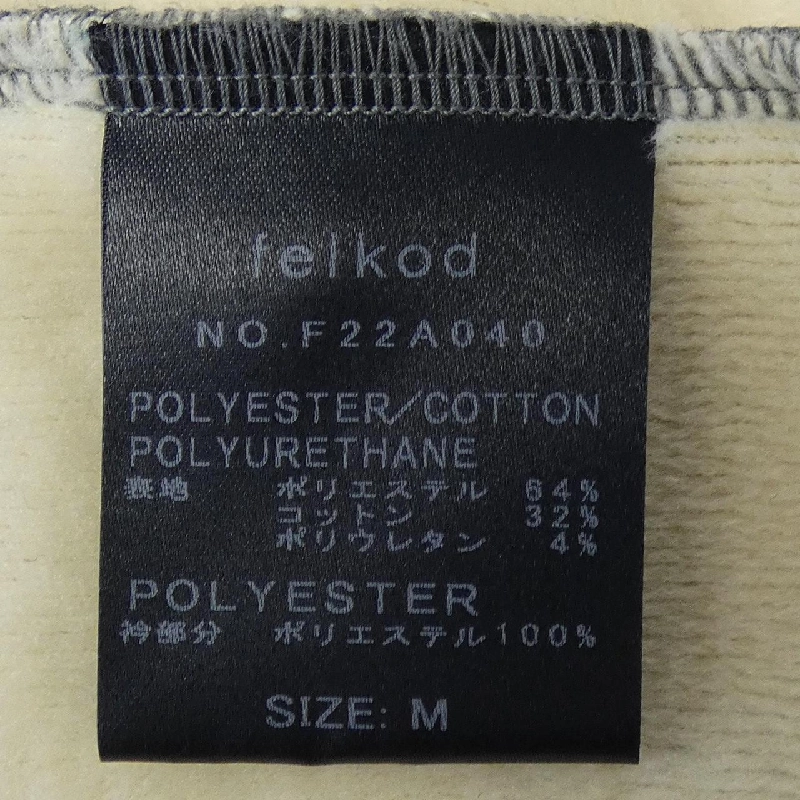 felkod
NO.F22A040
POLYESTER/COTTON
POLYURETHANE
表地 ポリエステル 64%
コットン 32%
ポリウレタン 4%
POLYESTER
衿部分 ポリエステル100%
SIZE: M